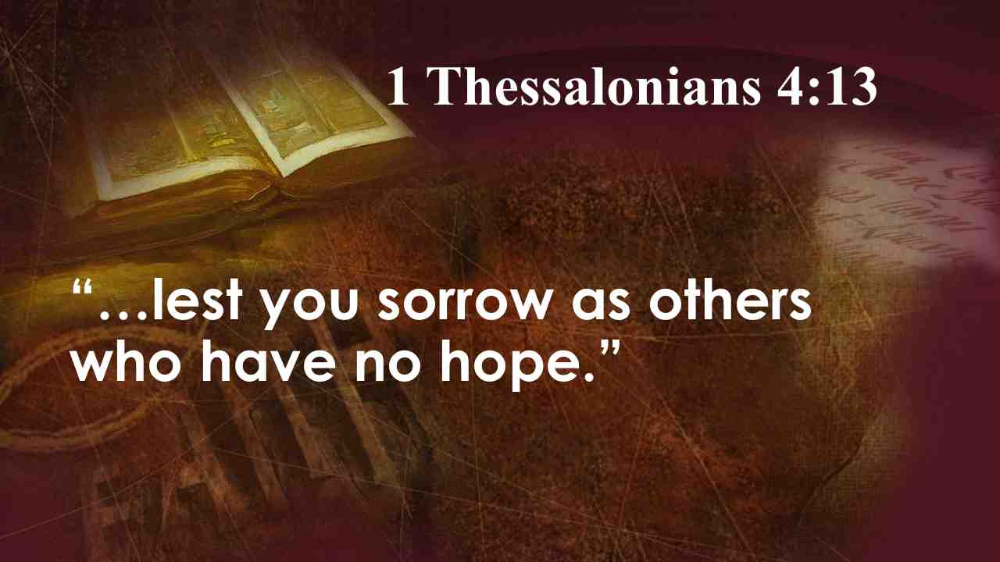 1 Thessalonians 4:13
“…lest you sorrow as others
who have no hope.”